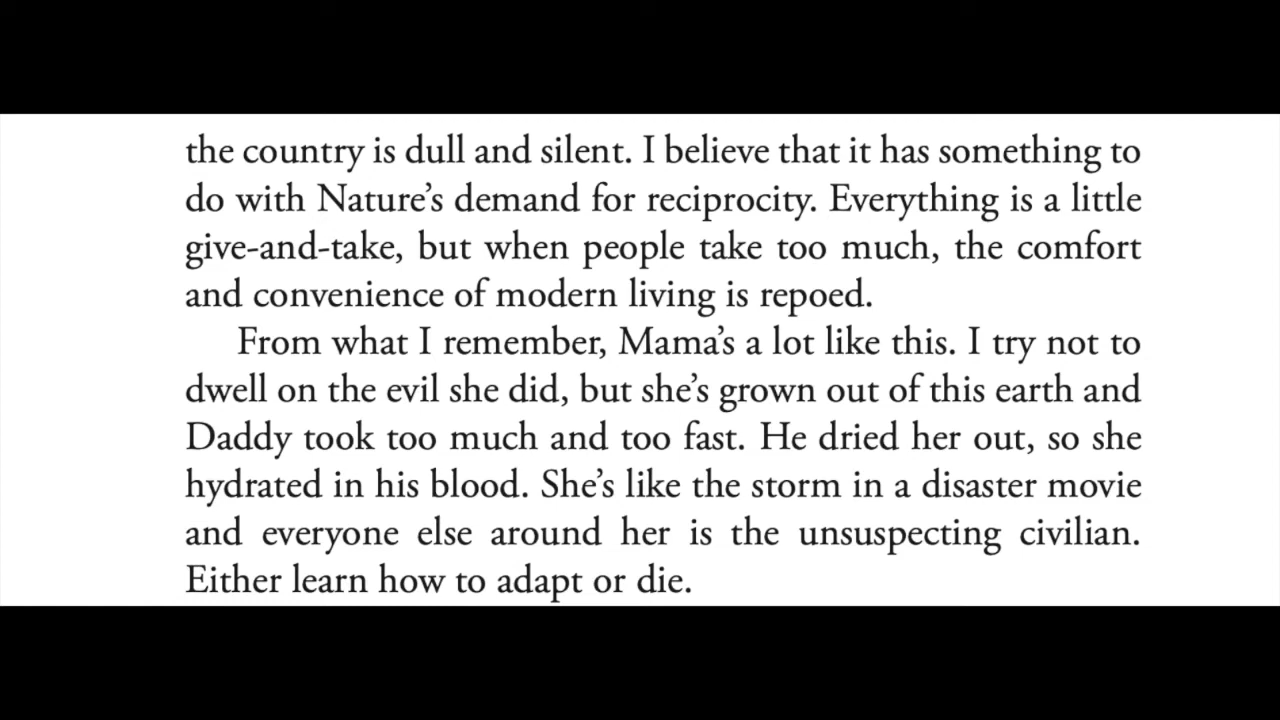 the country is dull and silent. I believe that it has something to
do with Nature’s demand for reciprocity. Everything is a little
give-and-take, but when people take too much, the comfort
and convenience of modern living is repoed.
From what I remember, Mama’s a lot like this. I try not to
dwell on the evil she did, but she’s grown out of this earth and
Daddy took too much and too fast. He dried her out, so she
hydrated in his blood. She’s like the storm in a disaster movie
and everyone else around her is the unsuspecting civilian.
Either learn how to adapt or die.